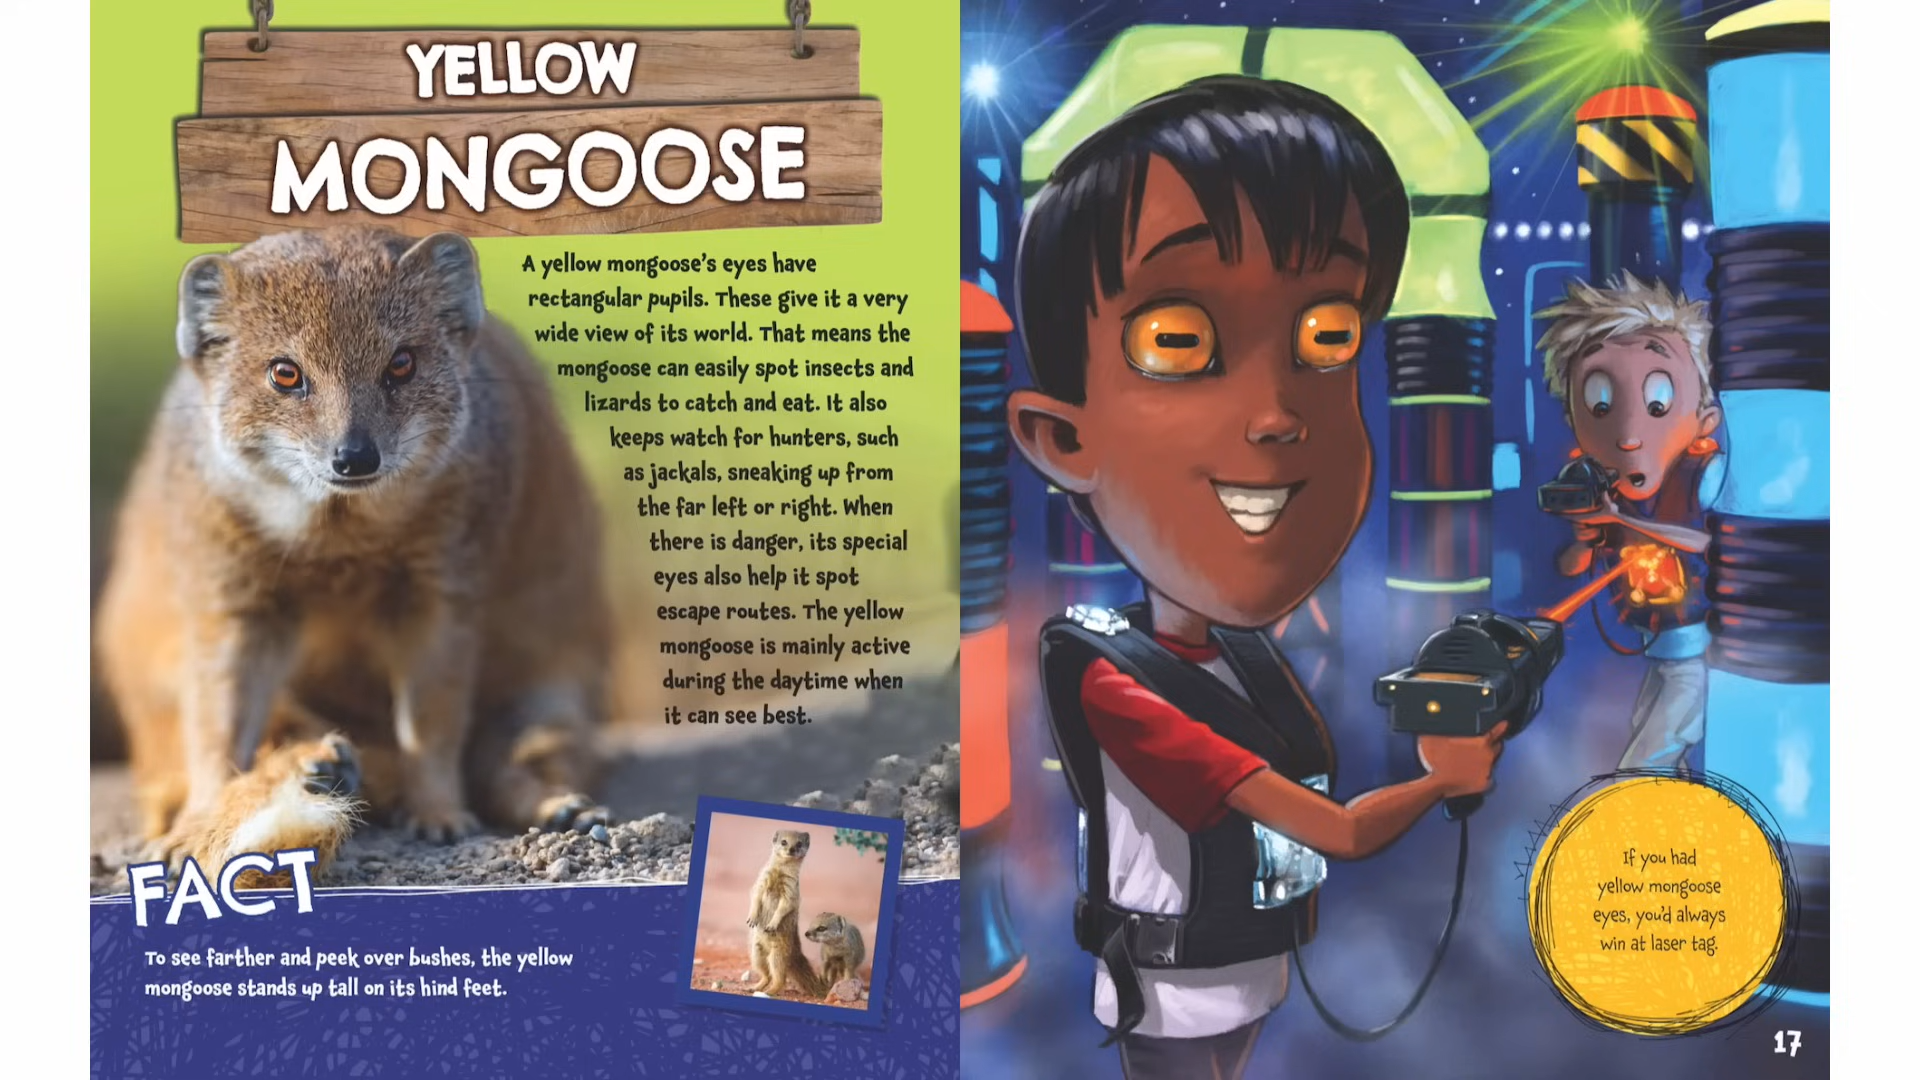 YELLOW
MONGOOSE
A yellow mongoose's eyes have
rectangular pupils. These give it a very
wide view of its world. That means the
mongoose can easily spot insects and
lizards to catch and eat. It also
keeps watch for hunters, such
as jackals, sneaking up from
the far left or right. When
there is danger, its special
eyes also help it spot
escape routes. The yellow
mongoose is mainly active
during the daytime when
it can see best.
FACT
To see farther and peek over bushes, the yellow
mongoose stands up tall on its hind feet.
If you had
yellow mongoose
eyes, you'd always
win at laser tag.
17